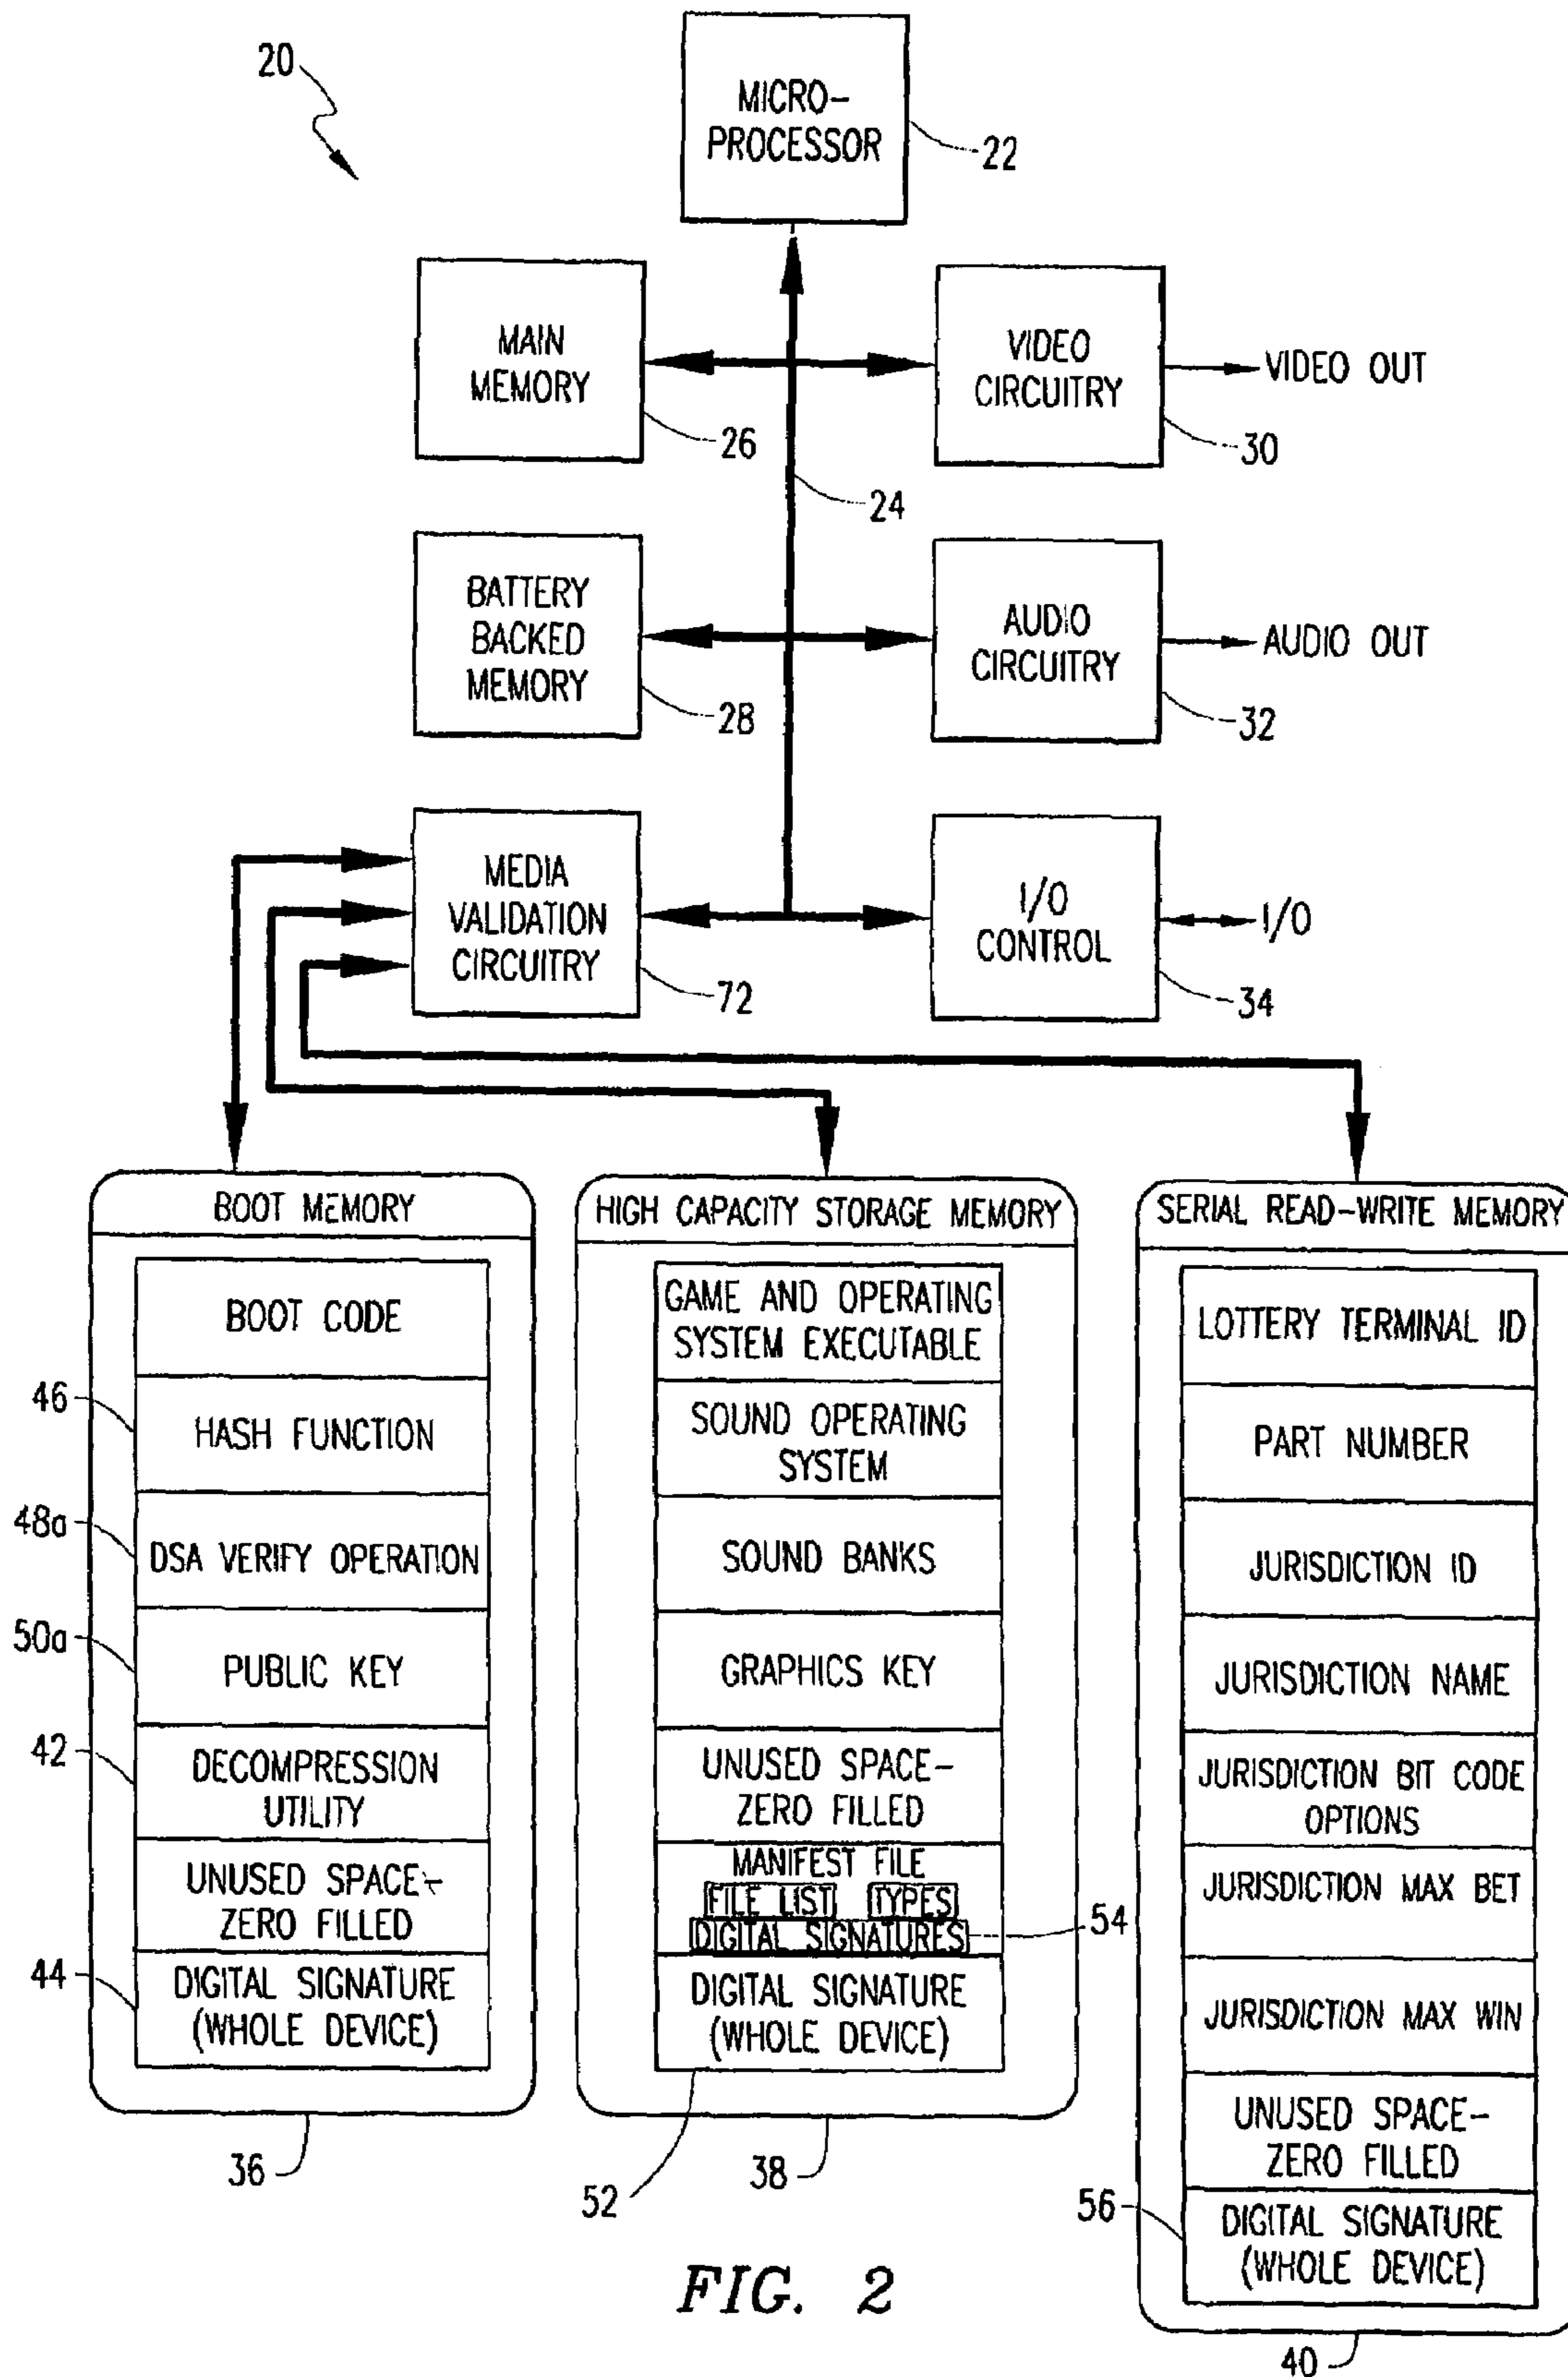 20
MICRO-
PROCESSOR
22
MAIN
MEMORY
26
VIDEO
CIRCUITRY
VIDEO OUT
30
24
BATTERY
BACKED
MEMORY
28
AUDIO
CIRCUITRY
AUDIO OUT
32
MEDIA
VALIDATION
CIRCUITRY
72
I/O
CONTROL
I/O
34
BOOT MEMORY
BOOT CODE
46
HASH FUNCTION
48a
DSA VERIFY OPERATION
50a
PUBLIC KEY
42
DECOMPRESSION
UTILITY
UNUSED SPACE-
ZERO FILLED
44
DIGITAL SIGNATURE
(WHOLE DEVICE)
36
HIGH CAPACITY STORAGE MEMORY
GAME AND OPERATING
SYSTEM EXECUTABLE
SOUND OPERATING
SYSTEM
SOUND BANKS
GRAPHICS KEY
UNUSED SPACE-
ZERO FILLED
MANIFEST FILE
FILE LIST TYPES
DIGITAL SIGNATURES
54
DIGITAL SIGNATURE
(WHOLE DEVICE)
52
38
SERIAL READ-WRITE MEMORY
LOTTERY TERMINAL ID
PART NUMBER
JURISDICTION ID
JURISDICTION NAME
JURISDICTION BIT CODE
OPTIONS
JURISDICTION MAX BET
JURISDICTION MAX WIN
UNUSED SPACE-
ZERO FILLED
56
DIGITAL SIGNATURE
(WHOLE DEVICE)
40
FIG. 2